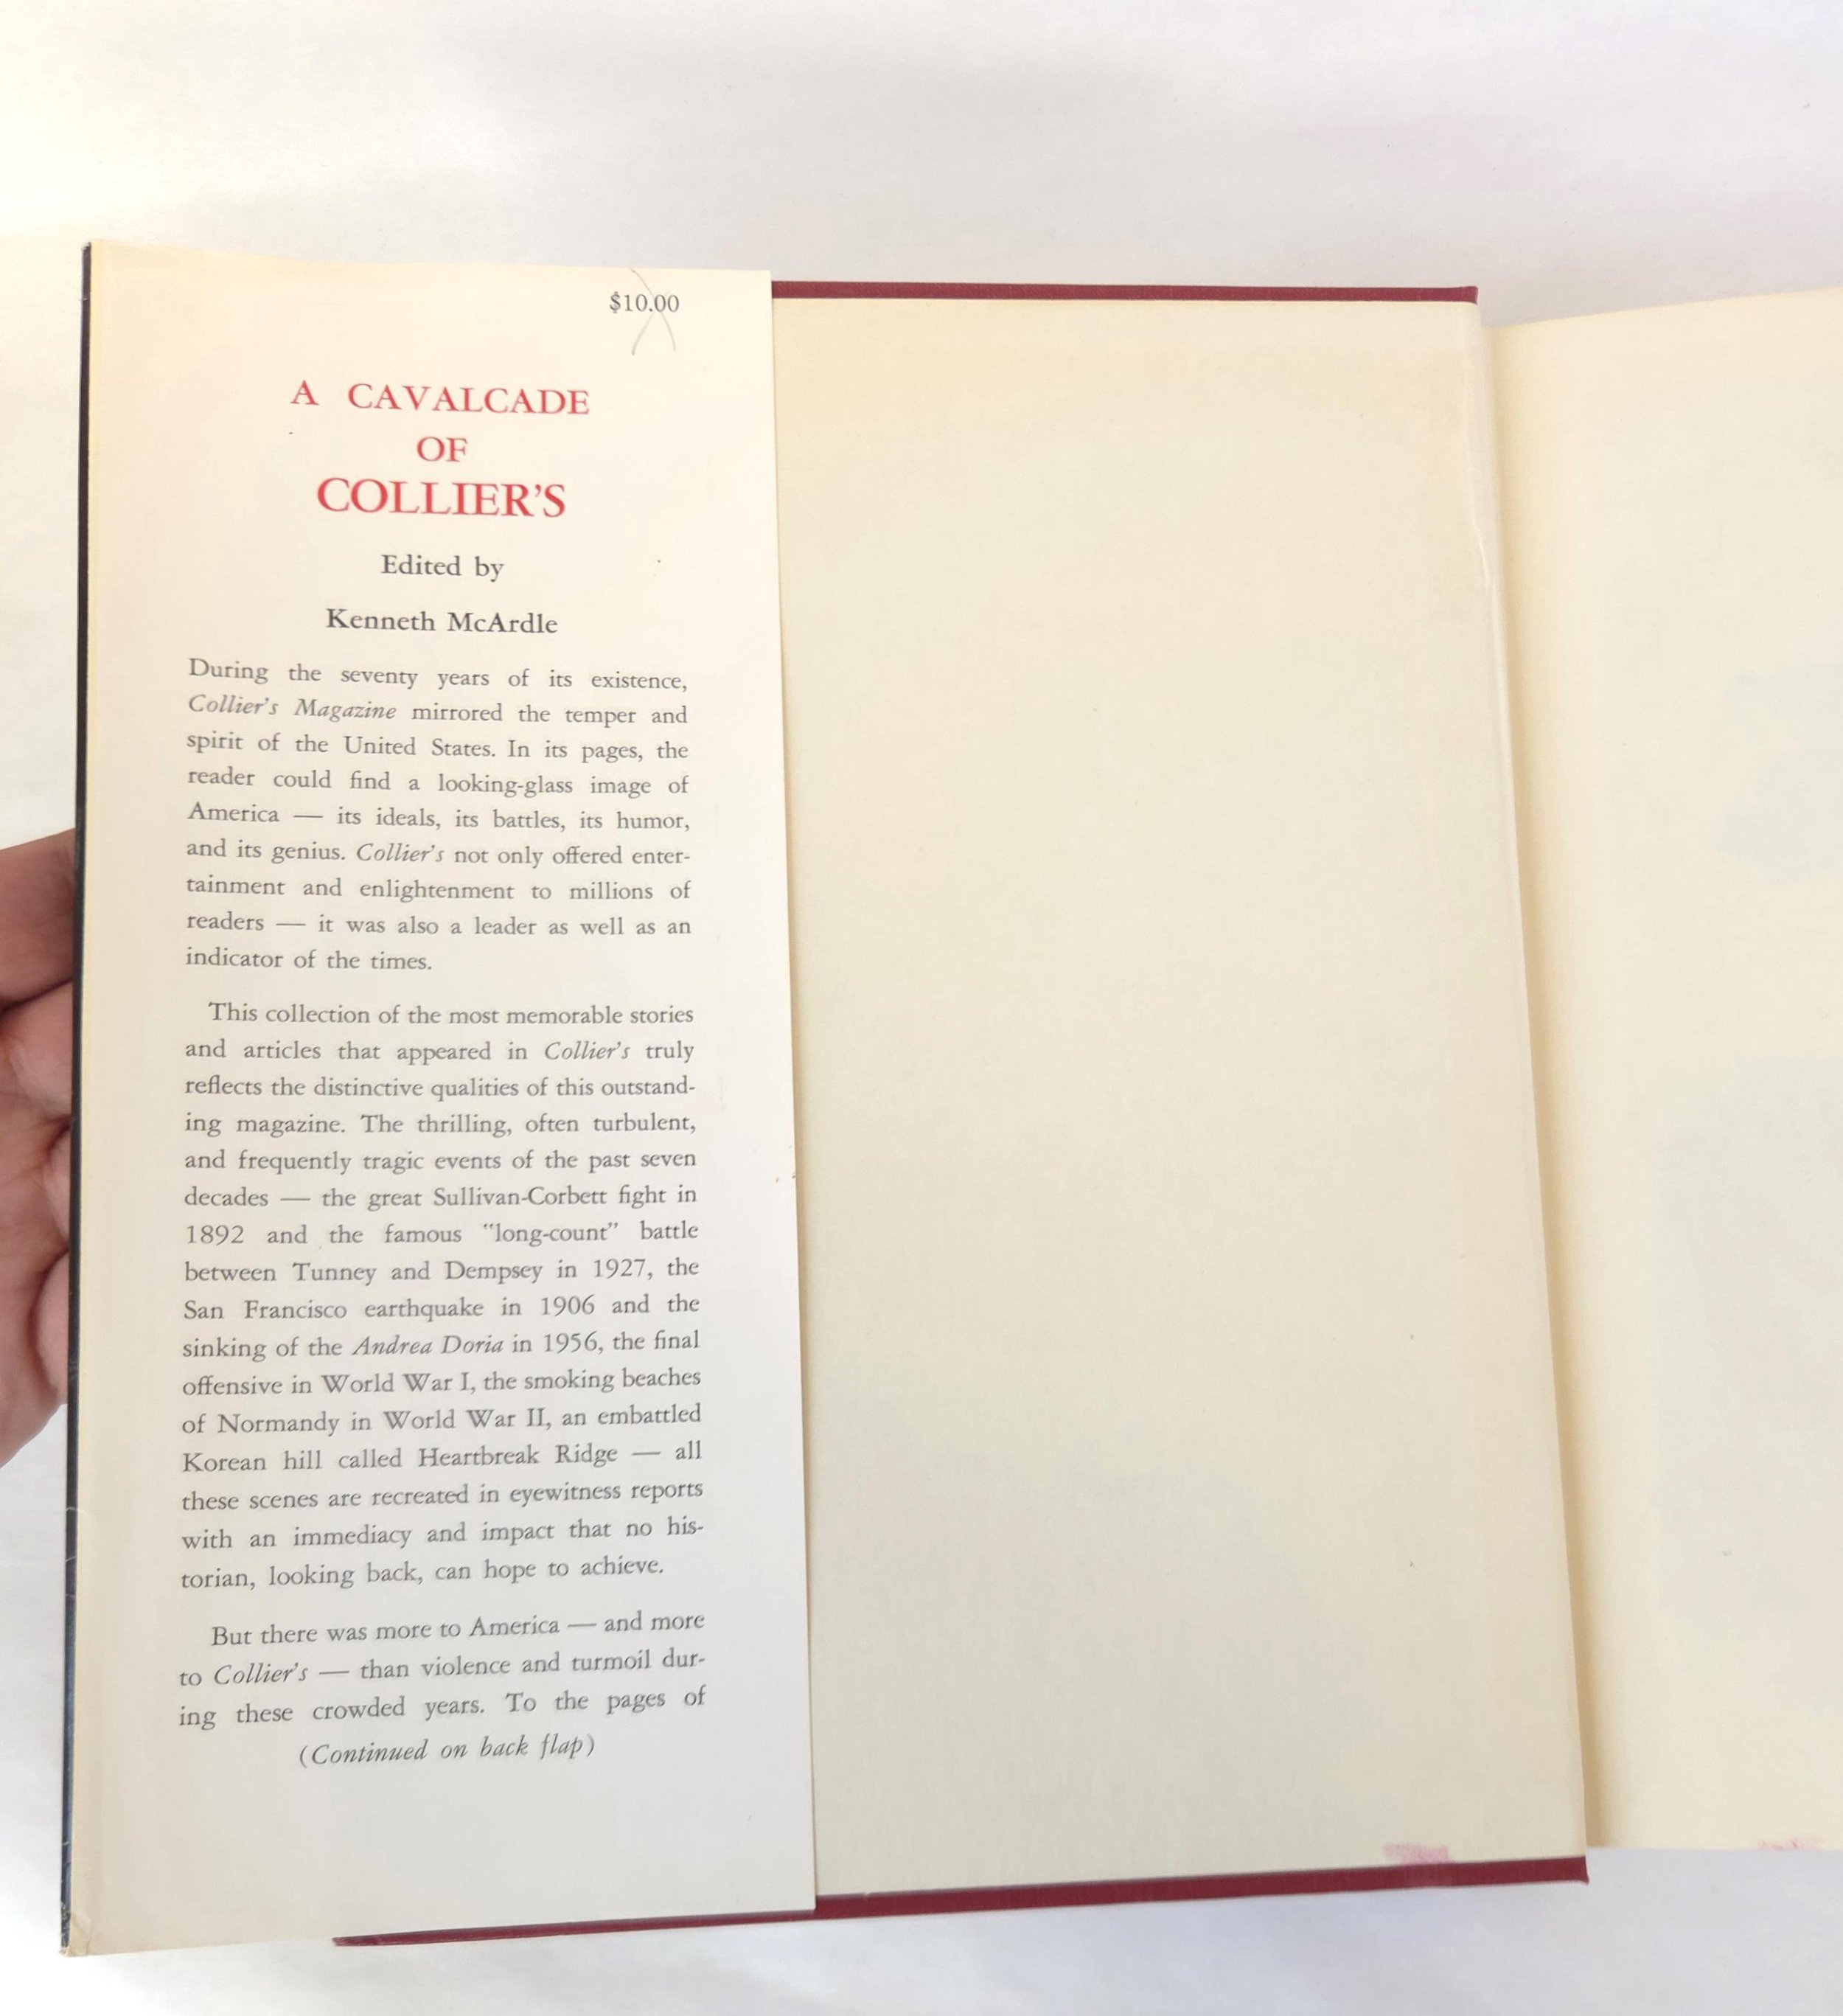 $10.00
A CAVALCADE
OF
COLLIER'S
Edited by
Kenneth McArdle
During the seventy years of its existence,
Collier's Magazine mirrored the temper and
spirit of the United States. In its pages, the
reader could find a looking-glass image of
America — its ideals, its battles, its humor,
and its genius. Collier's not only offered enter-
tainment and enlightenment to millions of
readers — it was also a leader as well as an
indicator of the times.
This collection of the most memorable stories
and articles that appeared in Collier's truly
reflects the distinctive qualities of this outstand-
ing magazine. The thrilling, often turbulent,
and frequently tragic events of the past seven
decades — the great Sullivan-Corbett fight in
1892 and the famous “long-count” battle
between Tunney and Dempsey in 1927, the
San Francisco earthquake in 1906 and the
sinking of the Andrea Doria in 1956, the final
offensive in World War I, the smoking beaches
of Normandy in World War II, an embattled
Korean hill called Heartbreak Ridge — all
these scenes are recreated in eyewitness reports
with an immediacy and impact that no his-
torian, looking back, can hope to achieve.
But there was more to America — and more
to Collier's — than violence and turmoil dur-
ing these crowded years. To the pages of
(Continued on back flap)